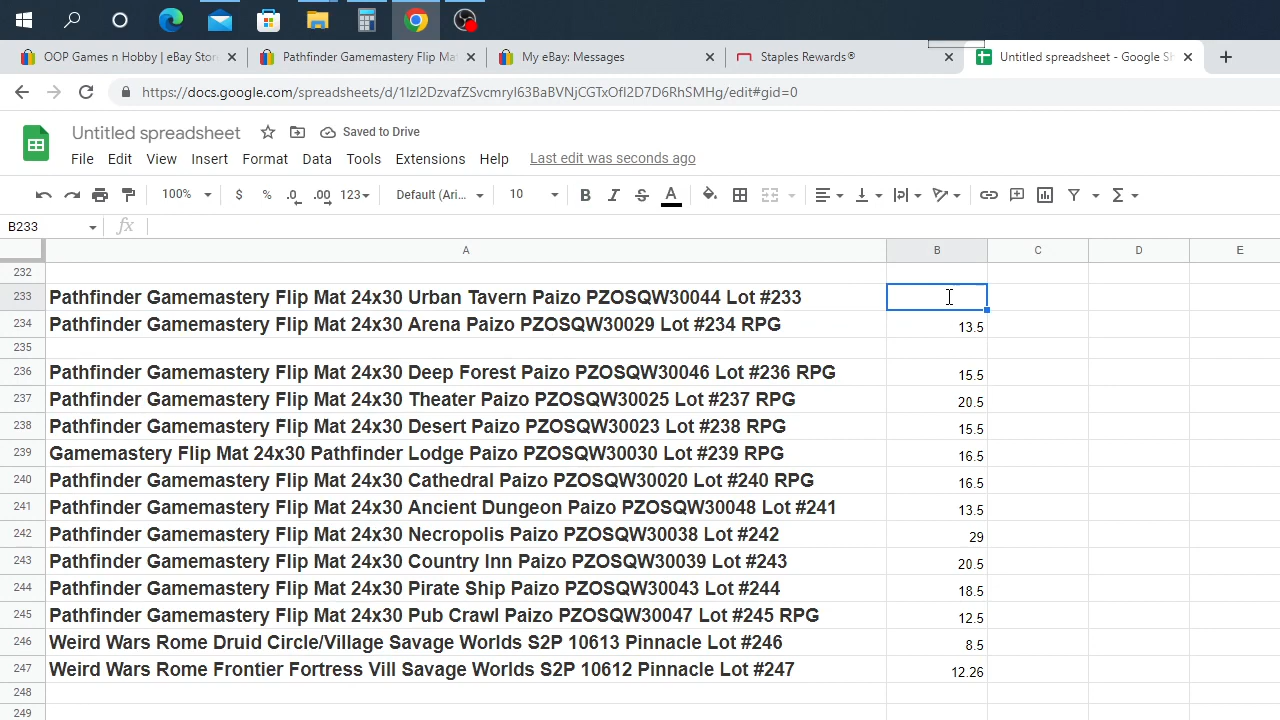 OOP Games n Hobby | eBay Stor
Pathfinder Gamemastery Flip Mat
My eBay: Messages
Staples Rewards®
Untitled spreadsheet - Google Sh
https://docs.google.com/spreadsheets/d/1IzI2DzvafZSvcmryI63BaBVNjCGTxOfI2D7D6RhSMHg/edit#gid=0
Untitled spreadsheet
Saved to Drive
File Edit View Insert Format Data Tools Extensions Help Last edit was seconds ago
100% $ % .0 .00 123 Default (Ari... 10 B I S A
B233 fx
A B C D E
232
233 Pathfinder Gamemastery Flip Mat 24x30 Urban Tavern Paizo PZOSQW30044 Lot #233
234 Pathfinder Gamemastery Flip Mat 24x30 Arena Paizo PZOSQW30029 Lot #234 RPG 13.5
235
236 Pathfinder Gamemastery Flip Mat 24x30 Deep Forest Paizo PZOSQW30046 Lot #236 RPG 15.5
237 Pathfinder Gamemastery Flip Mat 24x30 Theater Paizo PZOSQW30025 Lot #237 RPG 20.5
238 Pathfinder Gamemastery Flip Mat 24x30 Desert Paizo PZOSQW30023 Lot #238 RPG 15.5
239 Gamemastery Flip Mat 24x30 Pathfinder Lodge Paizo PZOSQW30030 Lot #239 RPG 16.5
240 Pathfinder Gamemastery Flip Mat 24x30 Cathedral Paizo PZOSQW30020 Lot #240 RPG 16.5
241 Pathfinder Gamemastery Flip Mat 24x30 Ancient Dungeon Paizo PZOSQW30048 Lot #241 13.5
242 Pathfinder Gamemastery Flip Mat 24x30 Necropolis Paizo PZOSQW30038 Lot #242 29
243 Pathfinder Gamemastery Flip Mat 24x30 Country Inn Paizo PZOSQW30039 Lot #243 20.5
244 Pathfinder Gamemastery Flip Mat 24x30 Pirate Ship Paizo PZOSQW30043 Lot #244 18.5
245 Pathfinder Gamemastery Flip Mat 24x30 Pub Crawl Paizo PZOSQW30047 Lot #245 RPG 12.5
246 Weird Wars Rome Druid Circle/Village Savage Worlds S2P 10613 Pinnacle Lot #246 8.5
247 Weird Wars Rome Frontier Fortress Vill Savage Worlds S2P 10612 Pinnacle Lot #247 12.26
248
249